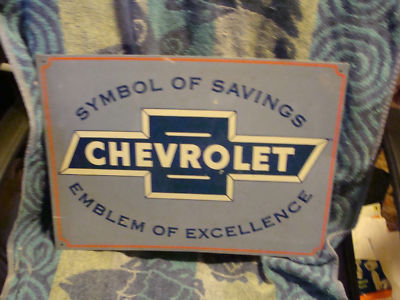 SYMBOL OF SAVINGS
CHEVROLET
EMBLEM OF EXCELLENCE